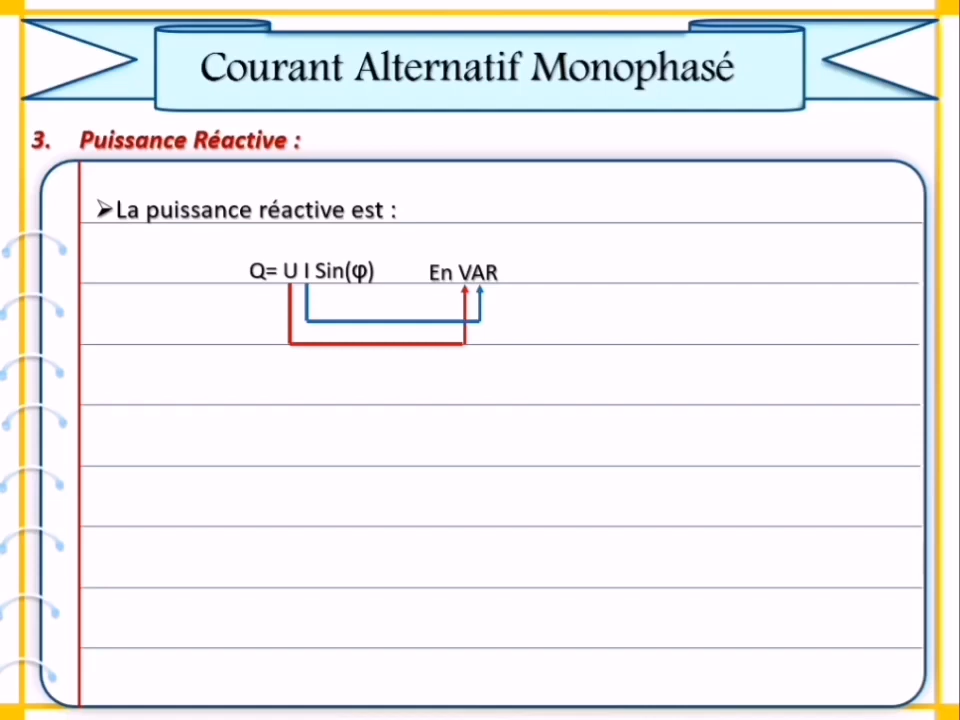 Courant Alternatif Monophasé
3. Puissance Réactive :
➢La puissance réactive est :
Q= U I Sin(φ) En VAR